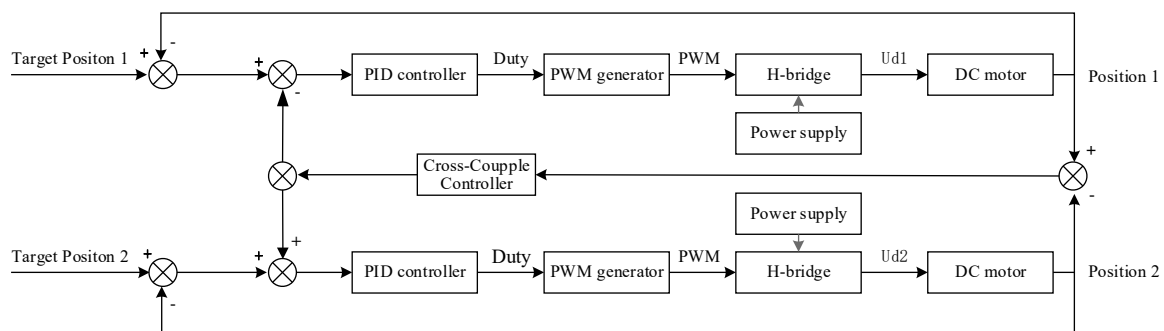 -
+
Target Positon 1
+
-
PID controller
Duty
PWM generator
PWM
H-bridge
Ud1
DC motor
Position 1
Power supply
+
-
Cross-Coupple
Controller
Power supply
+
Target Positon 2
+
+
-
PID controller
Duty
PWM generator
PWM
H-bridge
Ud2
DC motor
Position 2